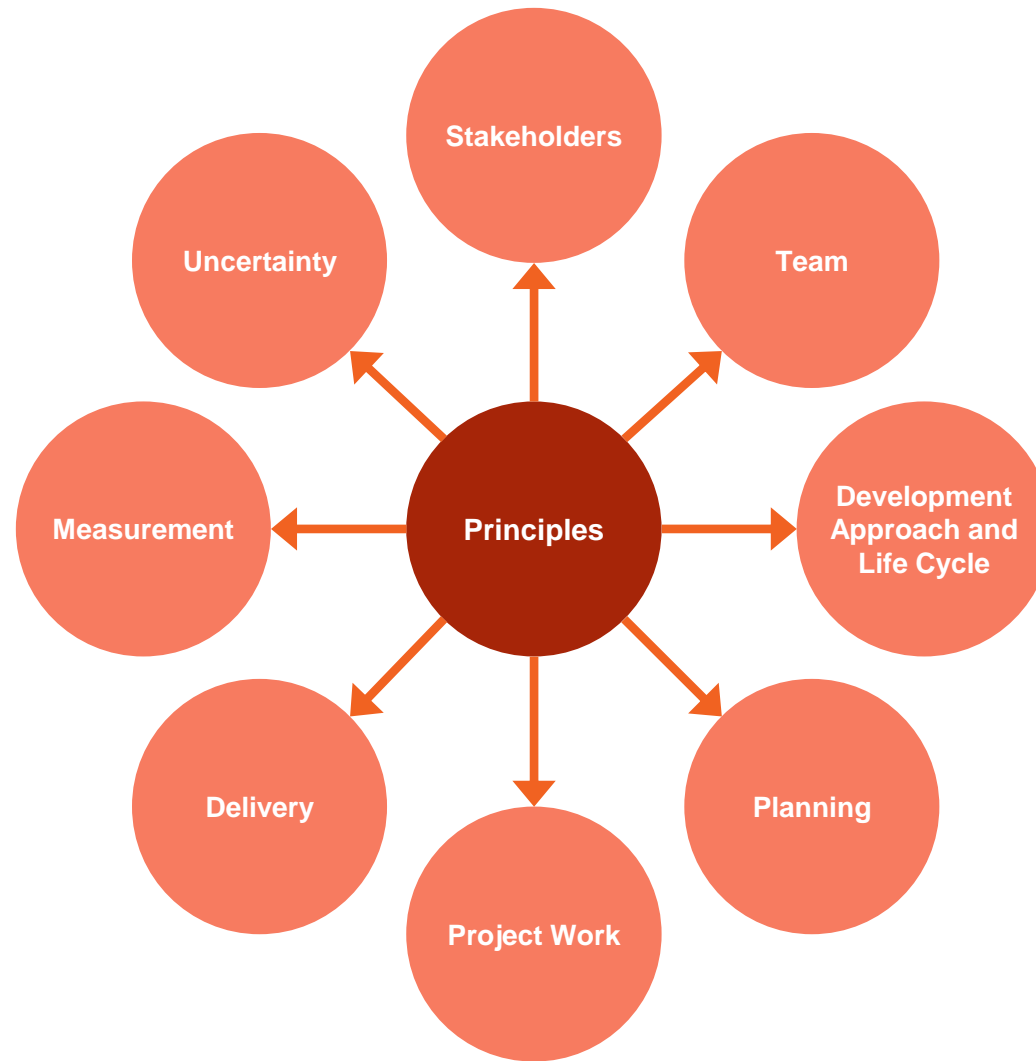 Stakeholders
Uncertainty
Team
Measurement
Principles
Development
Approach and
Life Cycle
Delivery
Planning
Project Work